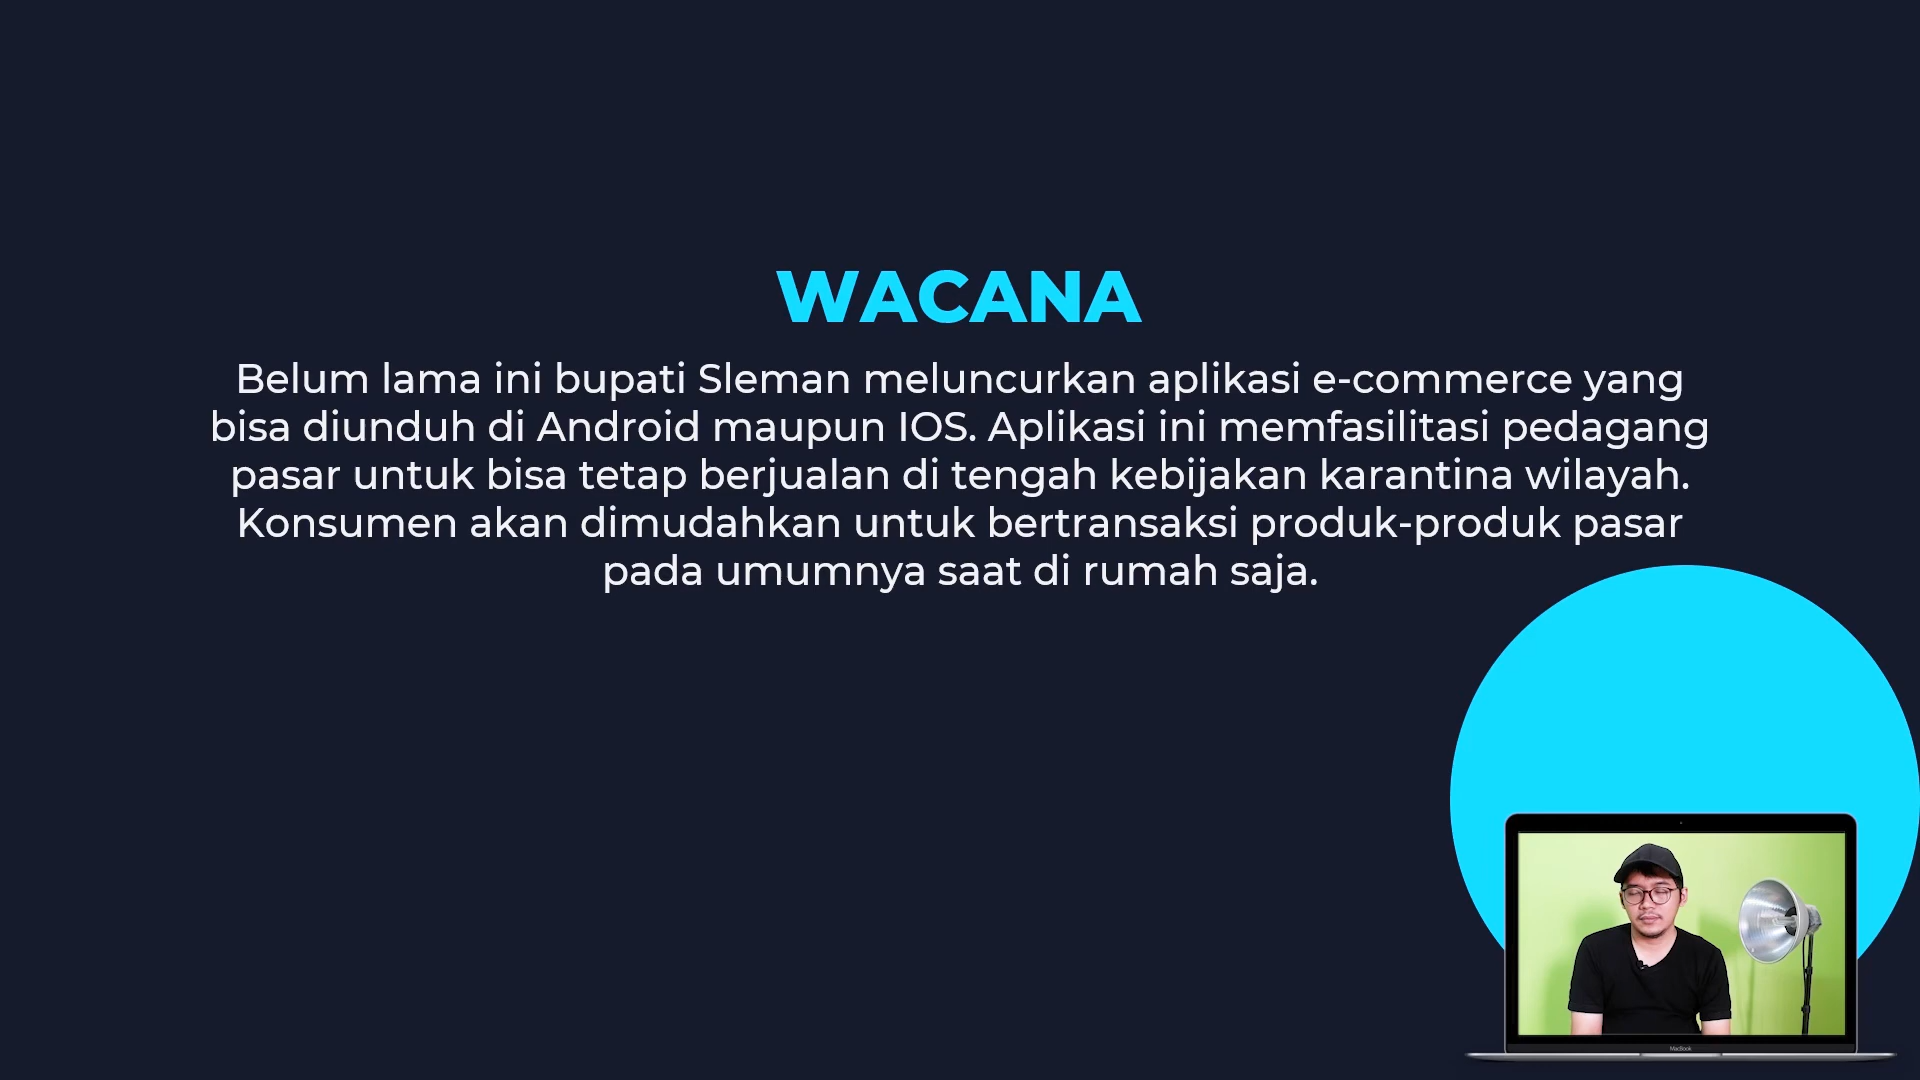 WACANA
Belum lama ini bupati Sleman meluncurkan aplikasi e-commerce yang
bisa diunduh di Android maupun IOS. Aplikasi ini memfasilitasi pedagang
pasar untuk bisa tetap berjualan di tengah kebijakan karantina wilayah.
Konsumen akan dimudahkan untuk bertransaksi produk-produk pasar
pada umumnya saat di rumah saja.
MacBook